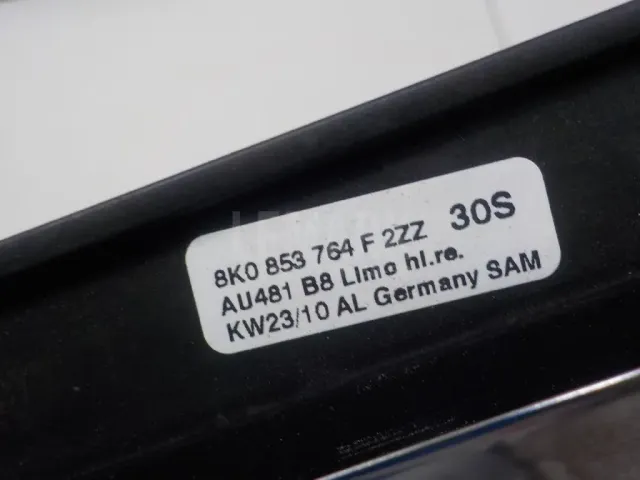 8K0 853 764 F 2ZZ 30S
AU481 B8 Limo hl.re.
KW23/10 AL Germany SAM